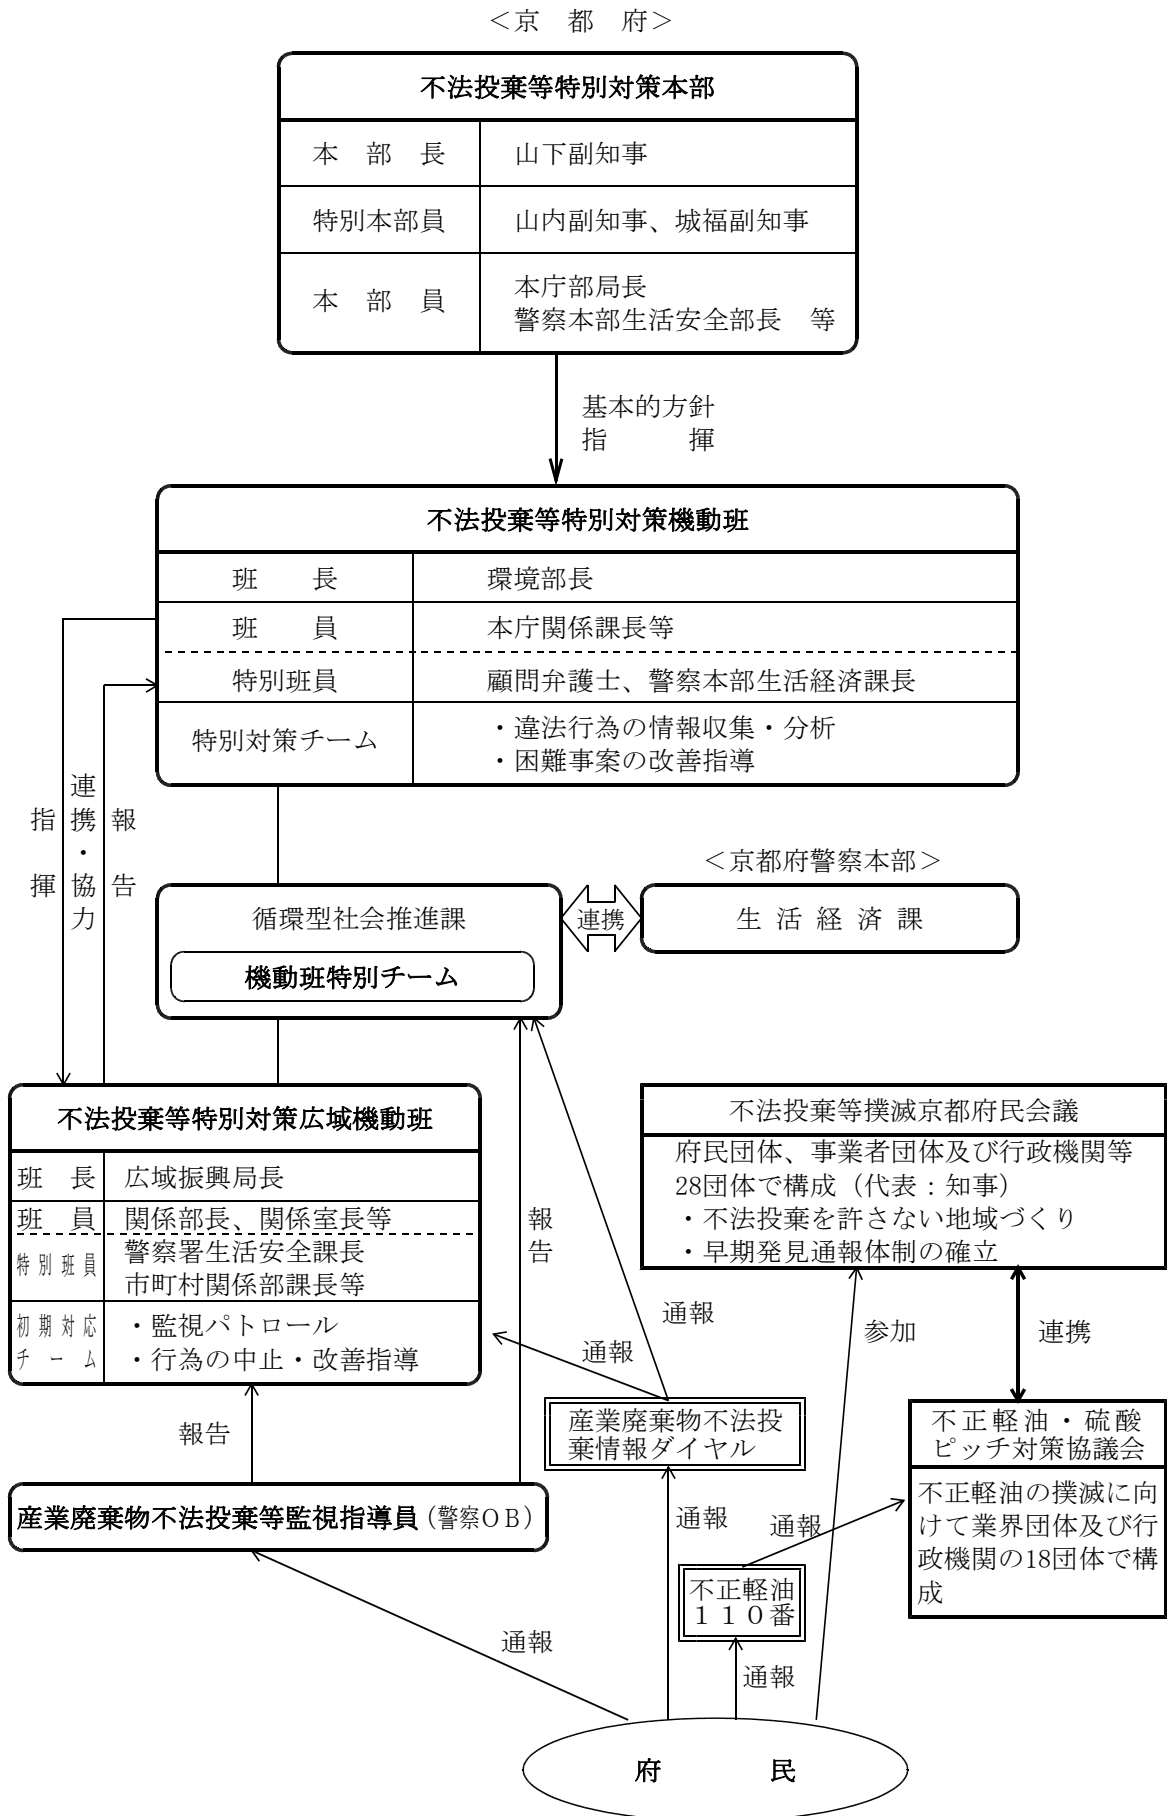 ＜京　都　府＞
不法投棄等特別対策本部
本　部　長　山下副知事
特別本部員　山内副知事、城福副知事
本　部　員　本庁部局長
警察本部生活安全部長　等
基本的方針
指　　　揮
不法投棄等特別対策機動班
班　　長　環境部長
班　　員　本庁関係課長等
特別班員　顧問弁護士、警察本部生活経済課長
特別対策チーム　・違法行為の情報収集・分析
・困難事案の改善指導
指　揮
連携・協力
報　告
循環型社会推進課
機動班特別チーム
連携
＜京都府警察本部＞
生 活 経 済 課
不法投棄等特別対策広域機動班
班　長　広域振興局長
班　員　関係部長、関係室長等
特別班員　警察署生活安全課長
市町村関係部課長等
初期対応　・監視パトロール
チ ー ム　・行為の中止・改善指導
報告
不法投棄等撲滅京都府民会議
府民団体、事業者団体及び行政機関等
28団体で構成（代表：知事）
・不法投棄を許さない地域づくり
・早期発見通報体制の確立
通報
通報
参加
連携
報告
産業廃棄物不法投
棄情報ダイヤル
不正軽油・硫酸
ピッチ対策協議会
不正軽油の撲滅に向
けて業界団体及び行
政機関の18団体で構
成
産業廃棄物不法投棄等監視指導員（警察ＯＢ）
通報
通報
不正軽油
１１０番
通報
通報
府　　　　民